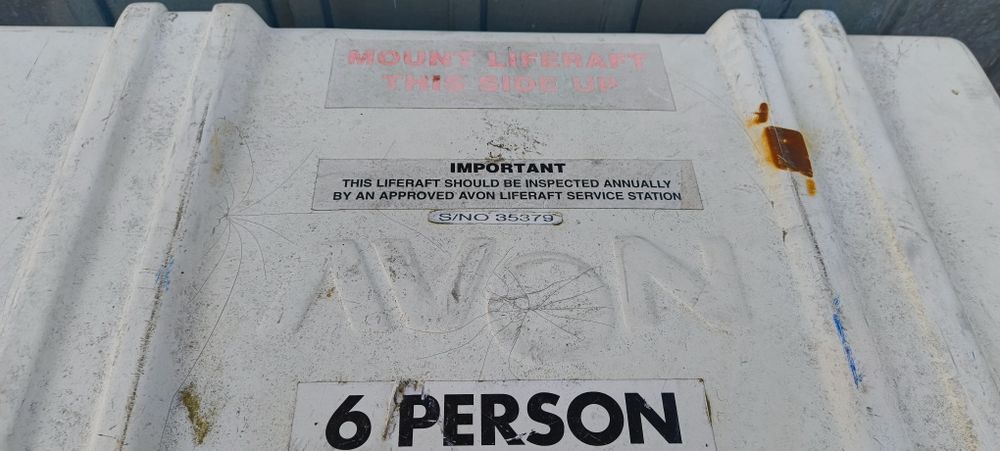 MOUNT LIFERAFT
THIS SIDE UP
IMPORTANT
THIS LIFERAFT SHOULD BE INSPECTED ANNUALLY
BY AN APPROVED AVON LIFERAFT SERVICE STATION
S/NO 35379
AVON
6 PERSON